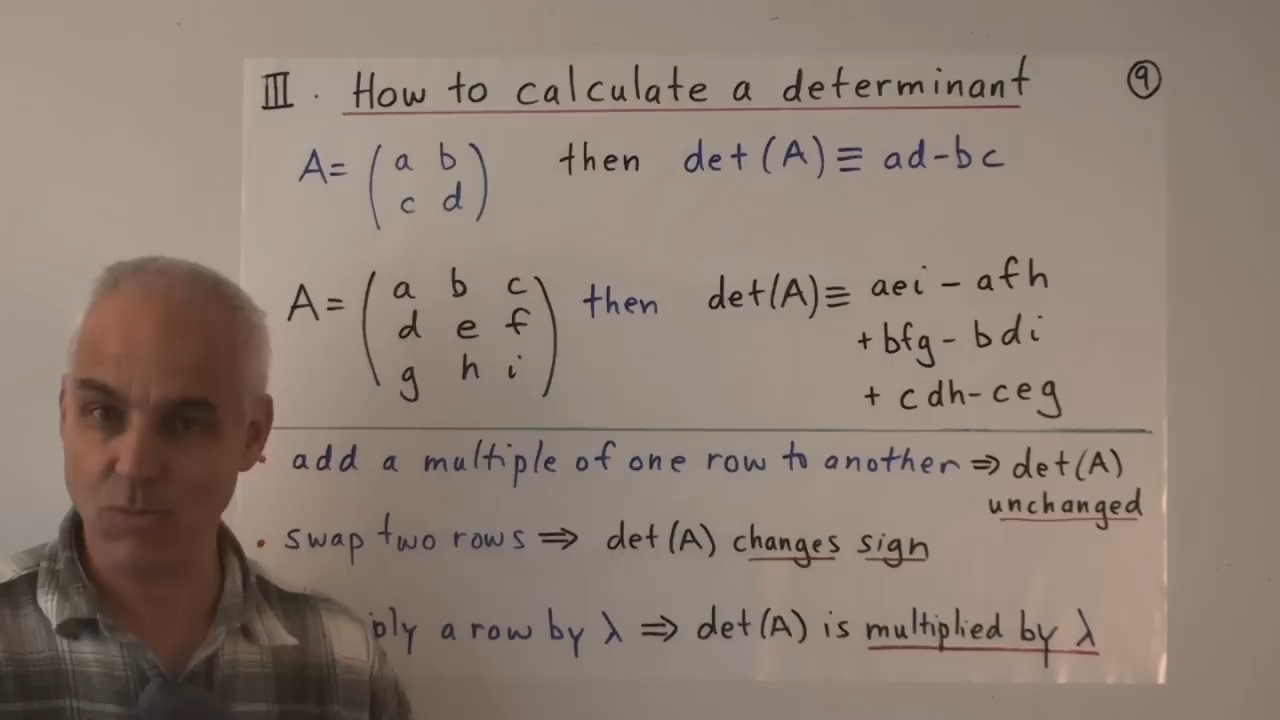 III. How to calculate a determinant 9
A = (a b
c d) then det(A) ≡ ad-bc
A = (a b c
d e f
g h i) then det(A) ≡ aei - afh
+ bfg - bdi
+ cdh - ceg
• add a multiple of one row to another ⇒ det(A)
unchanged
• swap two rows ⇒ det(A) changes sign
a row by λ ⇒ det(A) is multiplied by λ